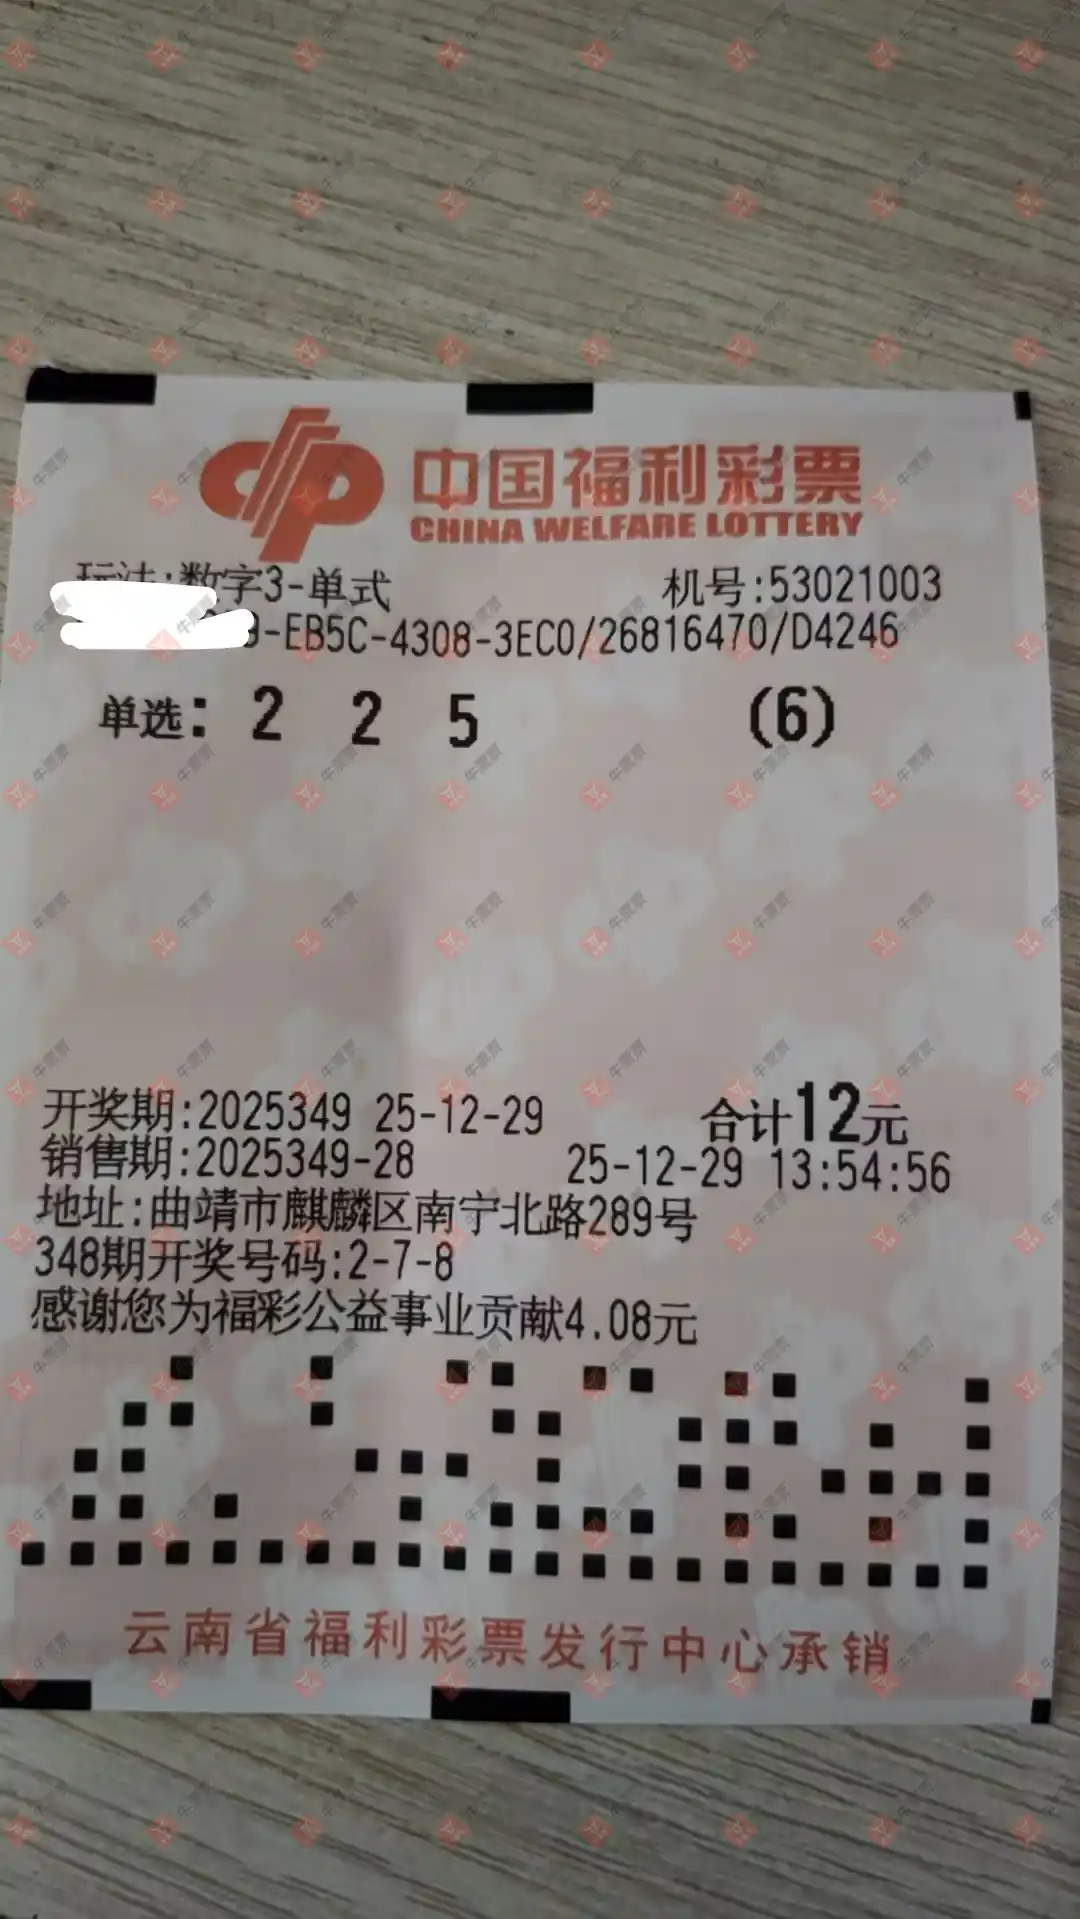 中国福利彩票
CHINA WELFARE LOTTERY
玩法:数字3-单式 机号:53021003
9-EB5C-4308-3EC0/26816470/D4246
单选: 2 2 5 (6)
开奖期:2025349 25-12-29 合计12元
销售期:2025349-28 25-12-29 13:54:56
地址:曲靖市麒麟区南宁北路289号
348期开奖号码:2-7-8
感谢您为福彩公益事业贡献4.08元
云南省福利彩票发行中心承销